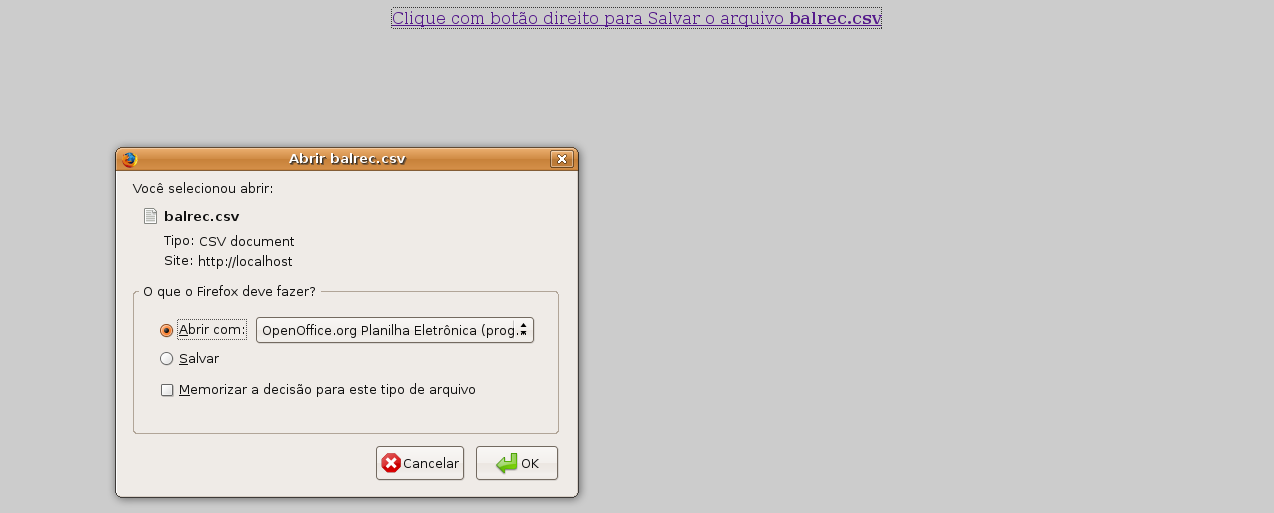 Clique com botão direito para Salvar o arquivo balrec.csv
Abrir balrec.csv
Você selecionou abrir:
balrec.csv
Tipo: CSV document
Site: http://localhost
O que o Firefox deve fazer?
Abrir com: OpenOffice.org Planilha Eletrônica (prog...
Salvar
Memorizar a decisão para este tipo de arquivo
Cancelar OK